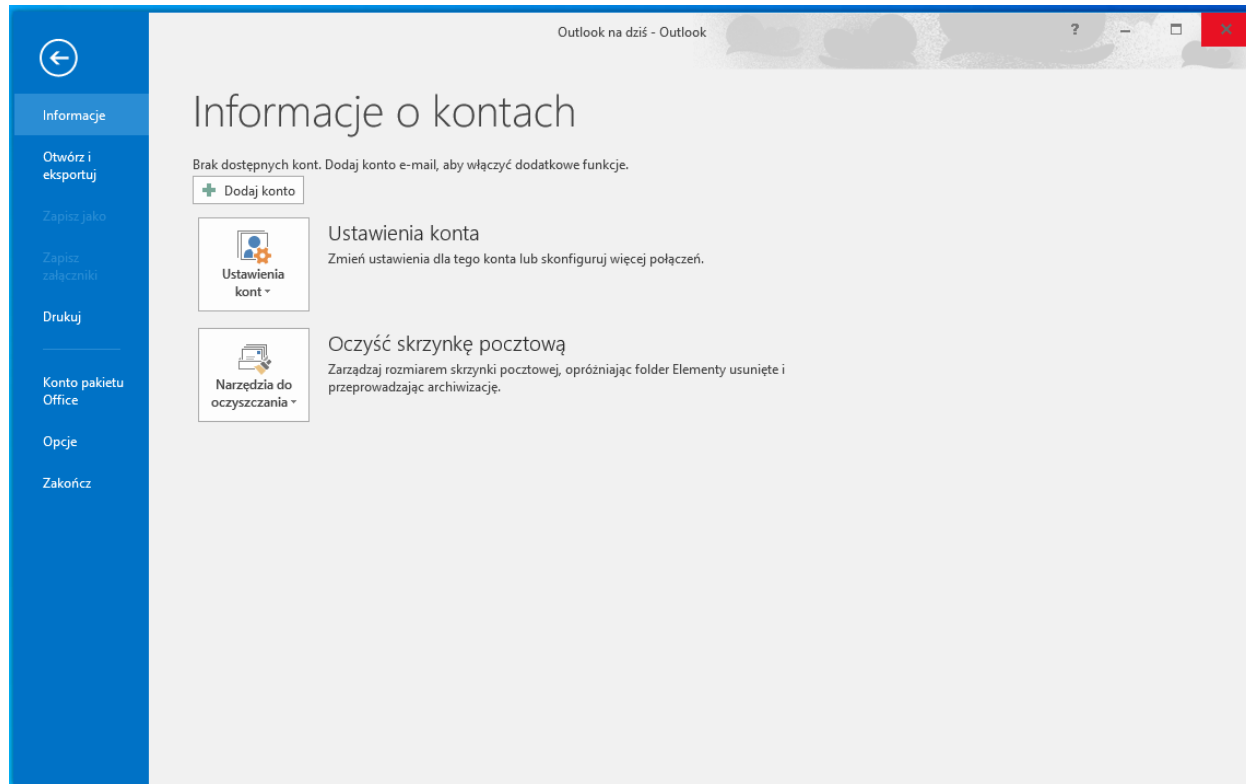 Outlook na dziś - Outlook
?
Informacje
Otwórz i
eksportuj
Zapisz jako
Zapisz
załączniki
Drukuj
Konto pakietu
Office
Opcje
Zakończ
Informacje o kontach
Brak dostępnych kont. Dodaj konto e-mail, aby włączyć dodatkowe funkcje.
Dodaj konto
Ustawienia
kont
Ustawienia konta
Zmień ustawienia dla tego konta lub skonfiguruj więcej połączeń.
Narzędzia do
oczyszczania
Oczyść skrzynkę pocztową
Zarządzaj rozmiarem skrzynki pocztowej, opróżniając folder Elementy usunięte i
przeprowadzając archiwizację.